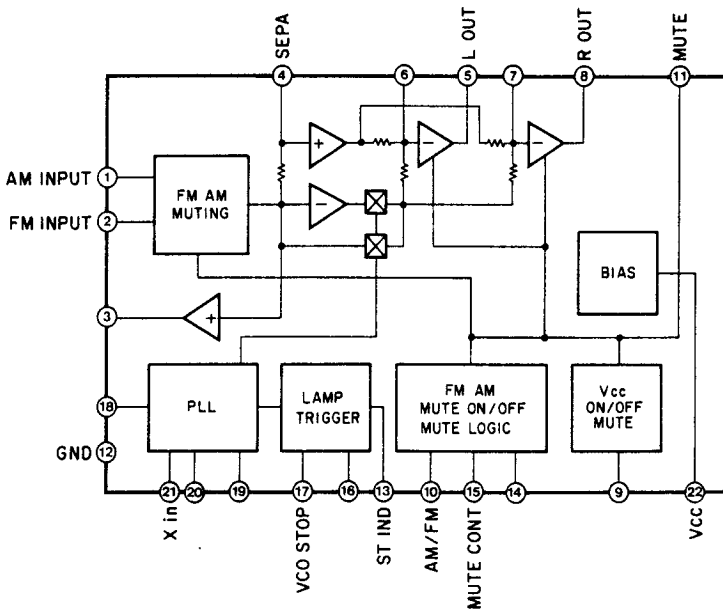 SEPA
L OUT
R OUT
MUTE
4
6
5
7
8
11
AM INPUT
1
FM INPUT
2
FM AM
MUTING
+
−
−
−
BIAS
3
+
18
PLL
LAMP
TRIGGER
FM AM
MUTE ON/OFF
MUTE LOGIC
Vcc
ON/OFF
MUTE
GND
12
21
20
19
17
16
13
10
15
14
9
22
X in
VCO STOP
ST IND
AM/FM
MUTE CONT
Vcc